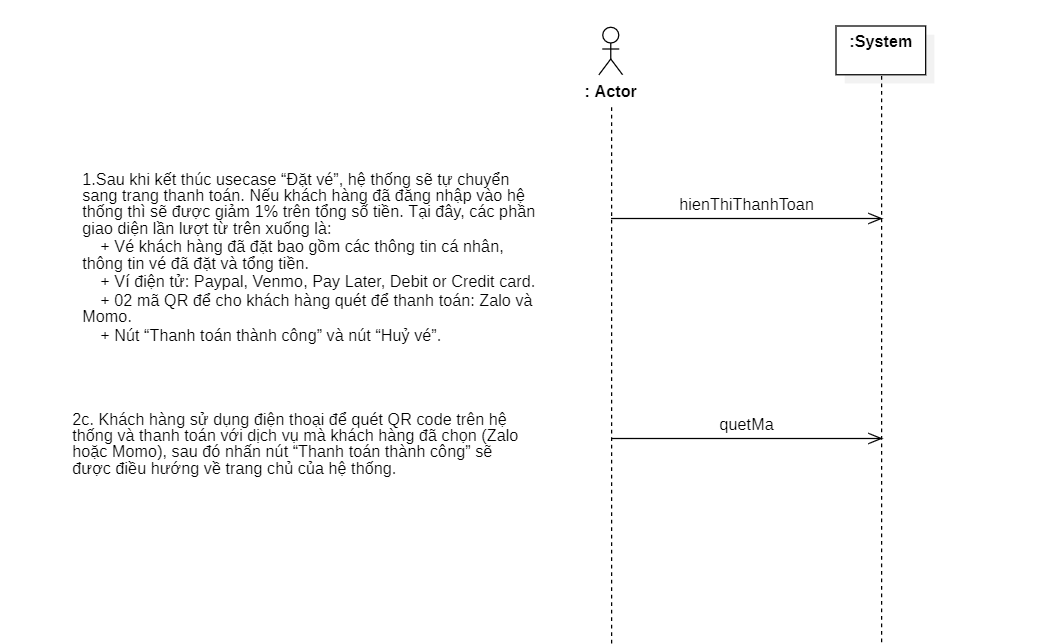 :System
: Actor
1.Sau khi kết thúc usecase “Đặt vé”, hệ thống sẽ tự chuyển
sang trang thanh toán. Nếu khách hàng đã đăng nhập vào hệ
thống thì sẽ được giảm 1% trên tổng số tiền. Tại đây, các phần
giao diện lần lượt từ trên xuống là:
+ Vé khách hàng đã đặt bao gồm các thông tin cá nhân,
thông tin vé đã đặt và tổng tiền.
+ Ví điện tử: Paypal, Venmo, Pay Later, Debit or Credit card.
+ 02 mã QR để cho khách hàng quét để thanh toán: Zalo và
Momo.
+ Nút “Thanh toán thành công” và nút “Huỷ vé”.
hienThiThanhToan
2c. Khách hàng sử dụng điện thoại để quét QR code trên hệ
thống và thanh toán với dịch vụ mà khách hàng đã chọn (Zalo
hoặc Momo), sau đó nhấn nút “Thanh toán thành công” sẽ
được điều hướng về trang chủ của hệ thống.
quetMa